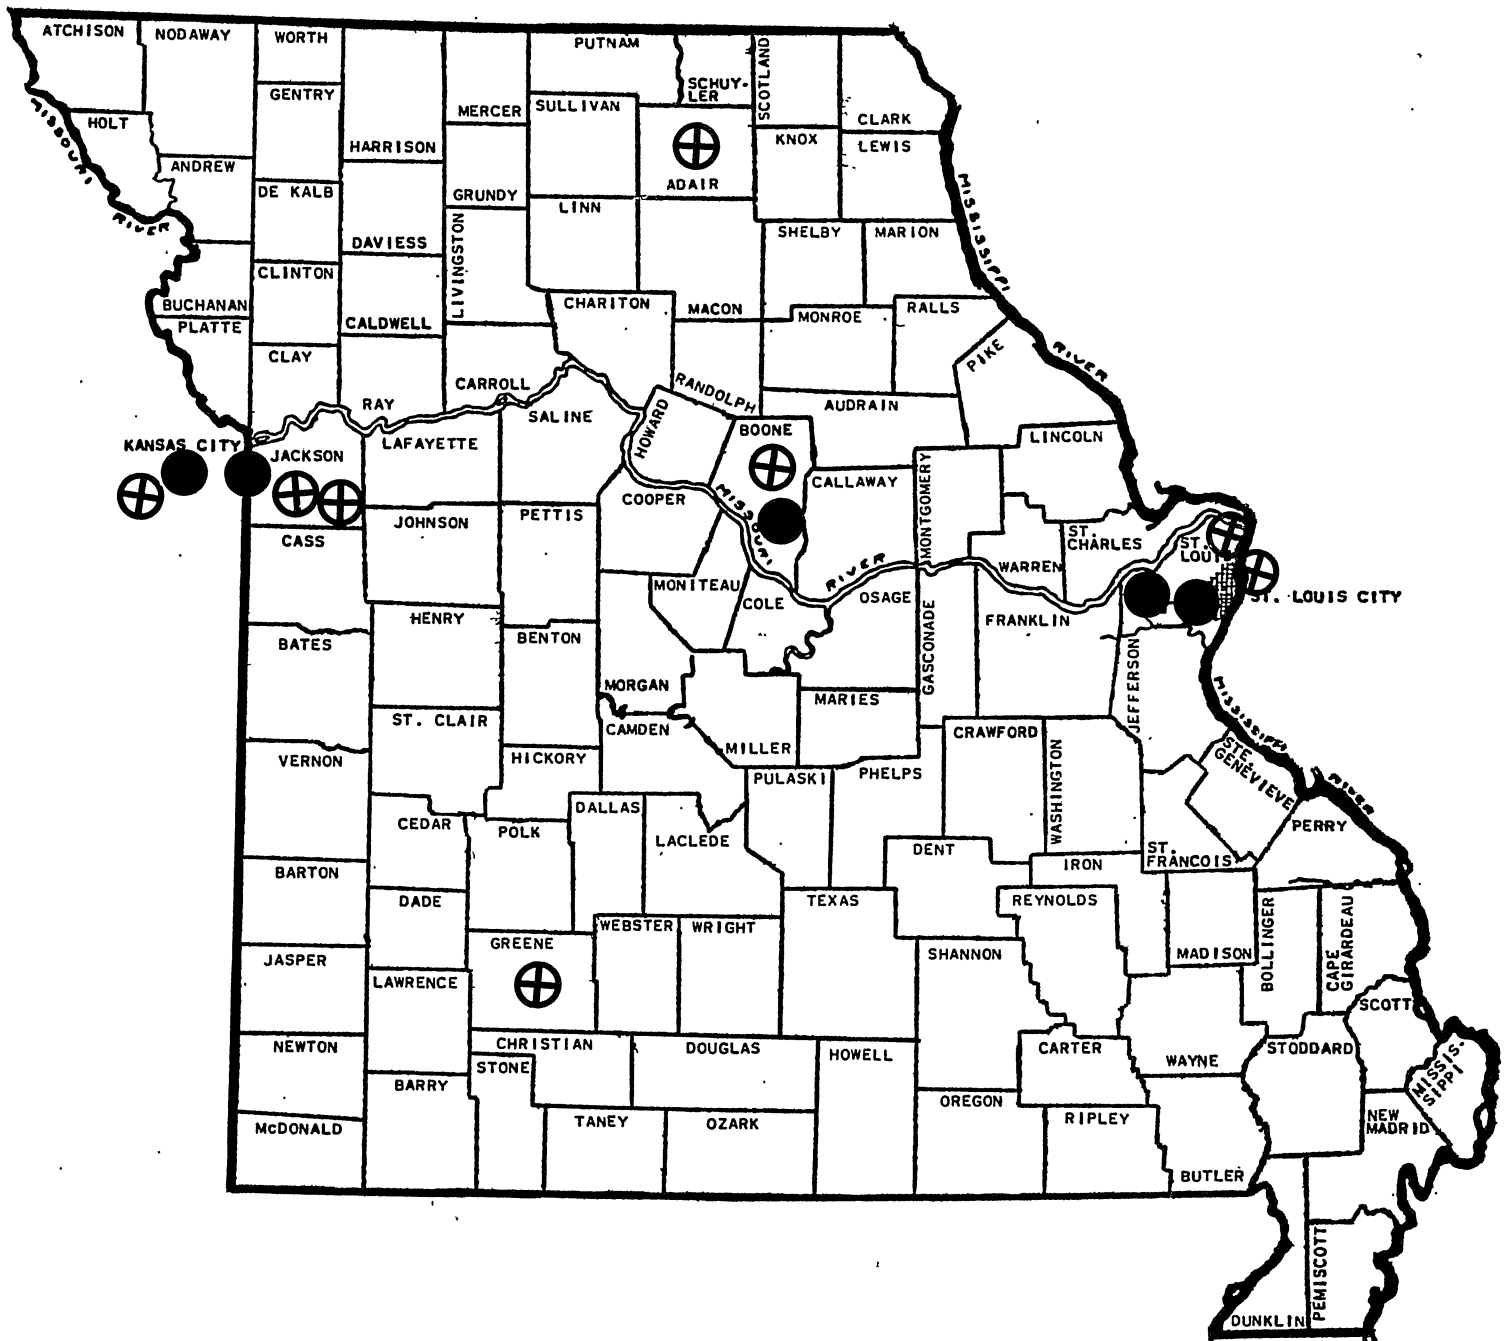 ATCHISON
NODAWAY
WORTH
PUTNAM
SCHUY-
LER
SCOTLAND
CLARK
GENTRY
MERCER
SULLIVAN
HOLT
HARRISON
ADAIR
KNOX
LEWIS
MISSOURI
RIVER
ANDREW
DE KALB
GRUNDY
LINN
MISSISSIPPI
RIVER
DAVIESS
LIVINGSTON
SHELBY
MARION
CLINTON
BUCHANAN
PLATTE
CALDWELL
CHARITON
MACON
MONROE
RALLS
PIKE
CLAY
RAY
CARROLL
SALINE
HOWARD
RANDOLPH
AUDRAIN
KANSAS CITY
JACKSON
LAFAYETTE
BOONE
LINCOLN
COOPER
CALLAWAY
MONTGOMERY
MISSOURI
RIVER
JOHNSON
PETTIS
CASS
ST.
CHARLES
ST.
LOUI
WARREN
MONITEAU
COLE
OSAGE
GASCONADE
FRANKLIN
ST. LOUIS CITY
HENRY
BENTON
BATES
JEFFERSON
MORGAN
MARIES
MISSISSIPPI
RIVER
ST. CLAIR
CAMDEN
MILLER
CRAWFORD
WASHINGTON
STE.
GENEVIEVE
VERNON
HICKORY
PULASKI
PHELPS
CEDAR
POLK
DALLAS
LACLEDE
DENT
IRON
ST.
FRANCOIS
PERRY
BARTON
DADE
TEXAS
REYNOLDS
GREENE
WEBSTER
WRIGHT
SHANNON
MADISON
BOLLINGER
CAPE
GIRARDEAU
JASPER
LAWRENCE
SCOTT
NEWTON
CHRISTIAN
DOUGLAS
HOWELL
CARTER
WAYNE
STODDARD
STONE
BARRY
MISSIS-
SIPPI
OREGON
McDONALD
TANEY
OZARK
RIPLEY
NEW
MADRID
BUTLER
PEMISCOTT
DUNKLIN